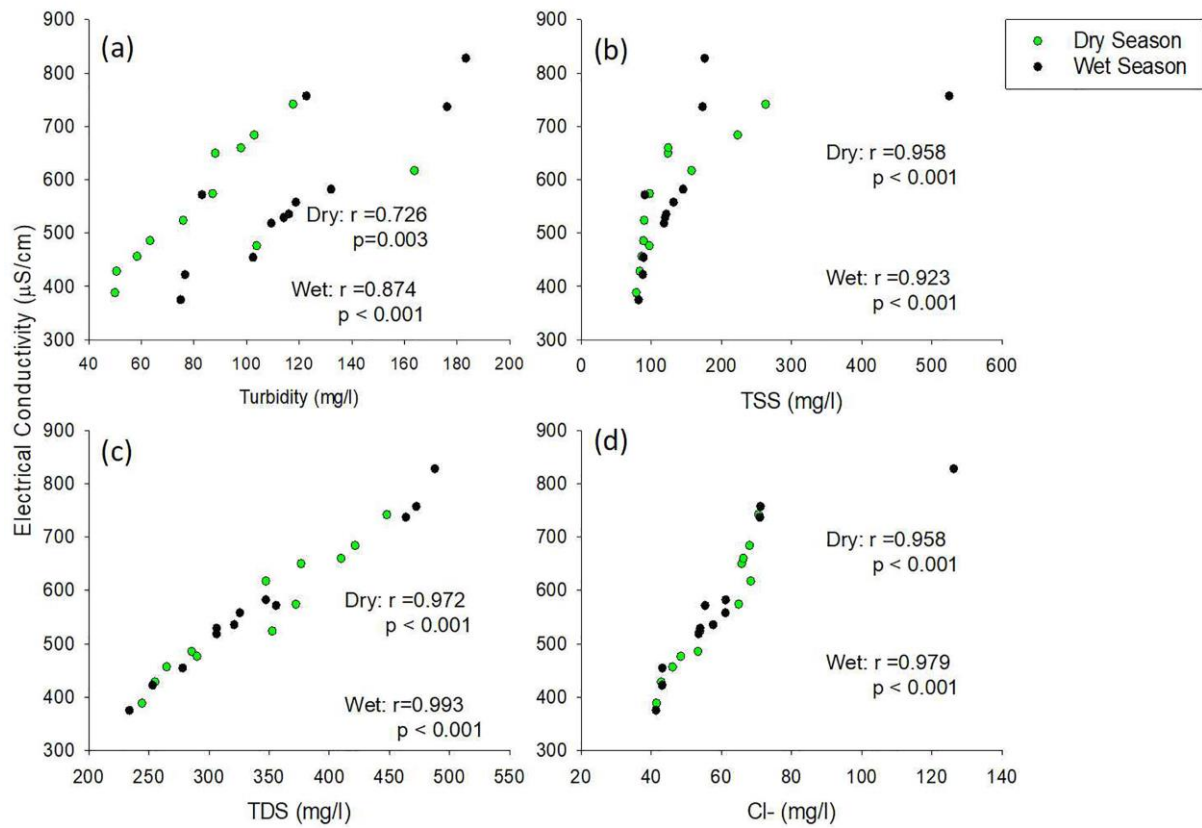 900
800
700
600
500
400
300
(a)
Dry: r =0.726
p=0.003
Wet: r =0.874
p < 0.001
40 60 80 100 120 140 160 180 200
Turbidity (mg/l)
900
800
700
600
500
400
300
(b)
Dry: r =0.958
p < 0.001
Wet: r =0.923
p < 0.001
0 100 200 300 400 500 600
TSS (mg/l)
Dry Season
Wet Season
Electrical Conductivity (µS/cm)
900
800
700
600
500
400
300
(c)
Dry: r =0.972
p < 0.001
Wet: r=0.993
p < 0.001
200 250 300 350 400 450 500 550
TDS (mg/l)
900
800
700
600
500
400
300
(d)
Dry: r =0.958
p < 0.001
Wet: r =0.979
p < 0.001
20 40 60 80 100 120 140
Cl- (mg/l)